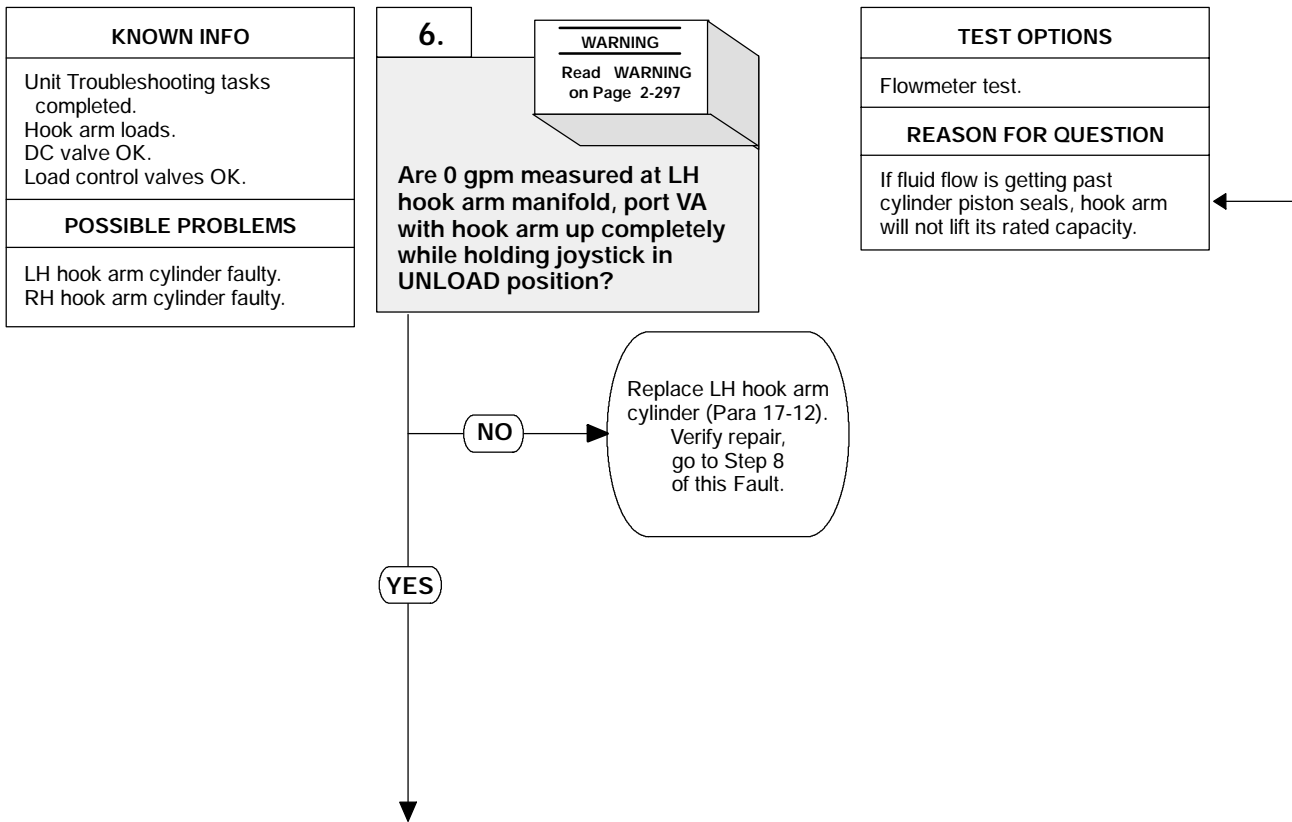 KNOWN INFO
Unit Troubleshooting tasks
completed.
Hook arm loads.
DC valve OK.
Load control valves OK.
POSSIBLE PROBLEMS
LH hook arm cylinder faulty.
RH hook arm cylinder faulty.
6.
WARNING
Read WARNING
on Page 2-297
Are 0 gpm measured at LH
hook arm manifold, port VA
with hook arm up completely
while holding joystick in
UNLOAD position?
TEST OPTIONS
Flowmeter test.
REASON FOR QUESTION
If fluid flow is getting past
cylinder piston seals, hook arm
will not lift its rated capacity.
NO
Replace LH hook arm
cylinder (Para 17-12).
Verify repair,
go to Step 8
of this Fault.
YES